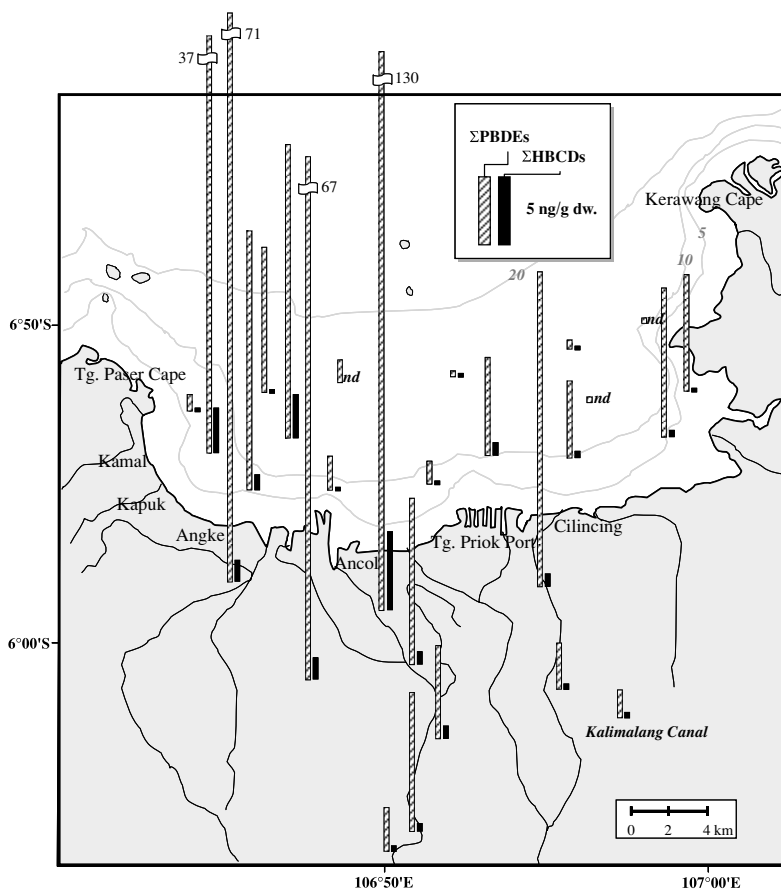 71
37
130
ΣPBDEs
ΣHBCDs
5 ng/g dw.
67
Kerawang Cape
5
10
20
6°50'S
nd
Tg. Paser Cape
nd
nd
Kamal
Kapuk
Angke
Ancol
Tg. Priok Port
Cilincing
6°00'S
Kalimalang Canal
0 2 4 km
106°50'E
107°00'E